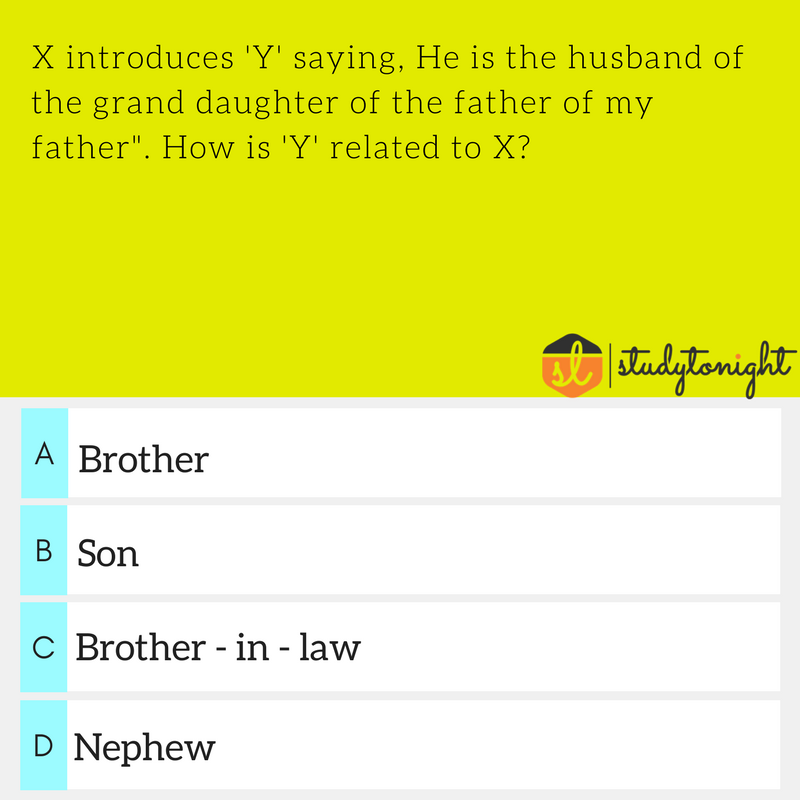 X introduces 'Y' saying, He is the husband of
the grand daughter of the father of my
father". How is 'Y' related to X?
sl | studytonight
A Brother
B Son
C Brother - in - law
D Nephew